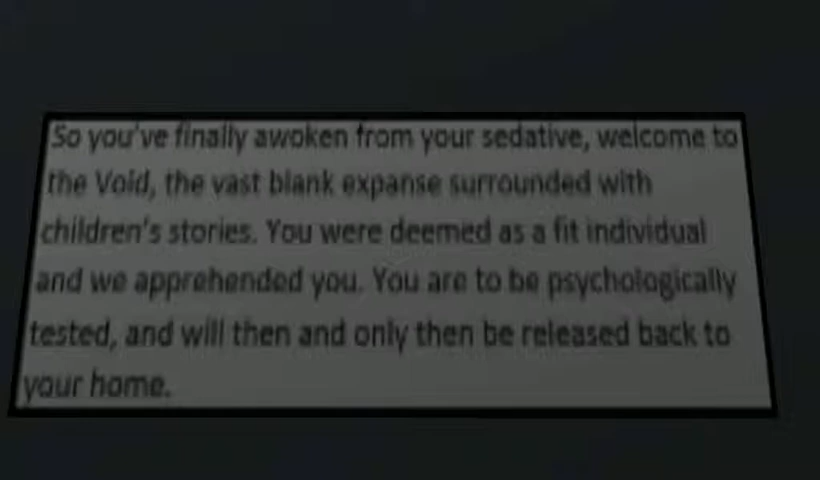 So you've finally awoken from your sedative, welcome to
the Void, the vast blank expanse surrounded with
children's stories. You were deemed as a fit individual
and we apprehended you. You are to be psychologically
tested, and will then and only then be released back to
your home.